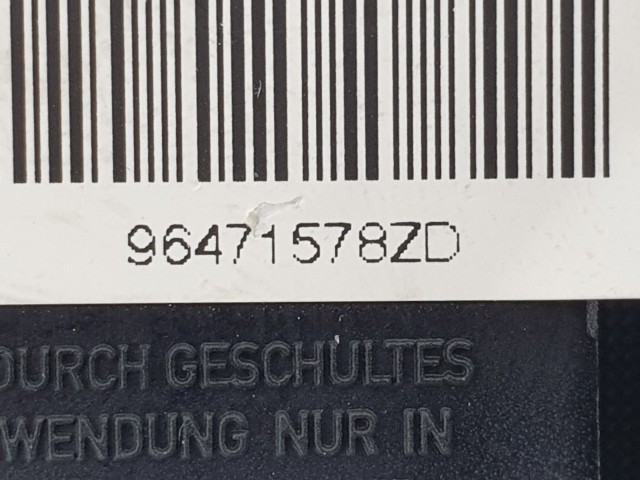 96471578ZD
DURCH GESCHULTES
WENDUNG NUR IN